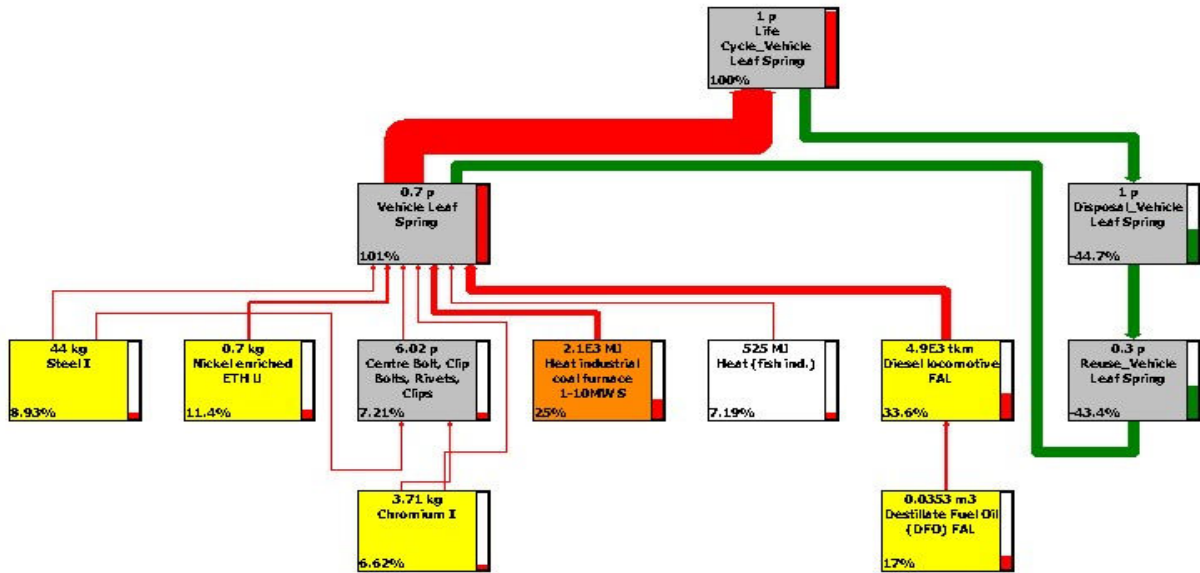 1 p
Life
Cycle_Vehicle
Leaf Spring
100%
0.7 p
Vehicle Leaf
Spring
101%
1 p
Disposal_Vehicle
Leaf Spring
-44.7%
44 kg
Steel I
8.93%
0.7 kg
Nickel enriched
ETH U
11.4%
6.02 p
Centre Bolt, Clip
Bolts, Rivets,
Clips
7.21%
2.1E3 MJ
Heat industrial
coal furnace
1-10MW S
25%
525 MJ
Heat (fish ind.)
7.19%
4.9E3 tkm
Diesel locomotive
FAL
33.6%
0.3 p
Reuse_Vehicle
Leaf Spring
-43.4%
3.71 kg
Chromium I
6.62%
0.0353 m3
Destillate Fuel Oil
(DFO) FAL
17%